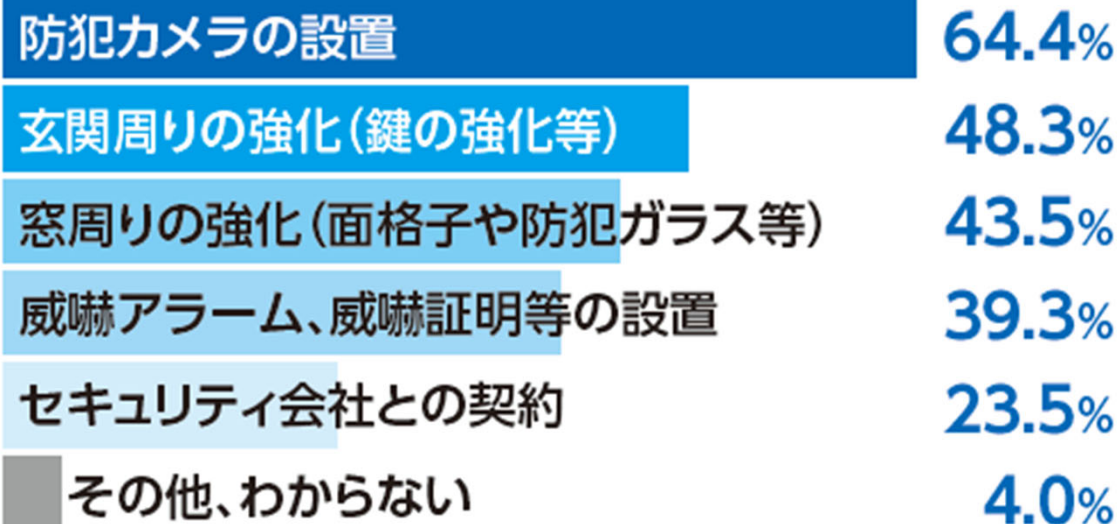 防犯カメラの設置 64.4%
玄関周りの強化(鍵の強化等) 48.3%
窓周りの強化(面格子や防犯ガラス等) 43.5%
威嚇アラーム、威嚇証明等の設置 39.3%
セキュリティ会社との契約 23.5%
その他、わからない 4.0%